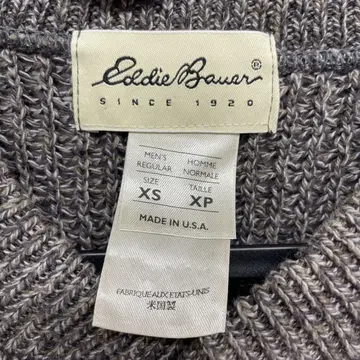 Eddie Bauer®
SINCE 1920
MEN'S REGULAR
HOMME NORMALE
SIZE
XS
TAILLE
XP
MADE IN U.S.A.
FABRIQUE AUX ETATS-UNIS
米国製